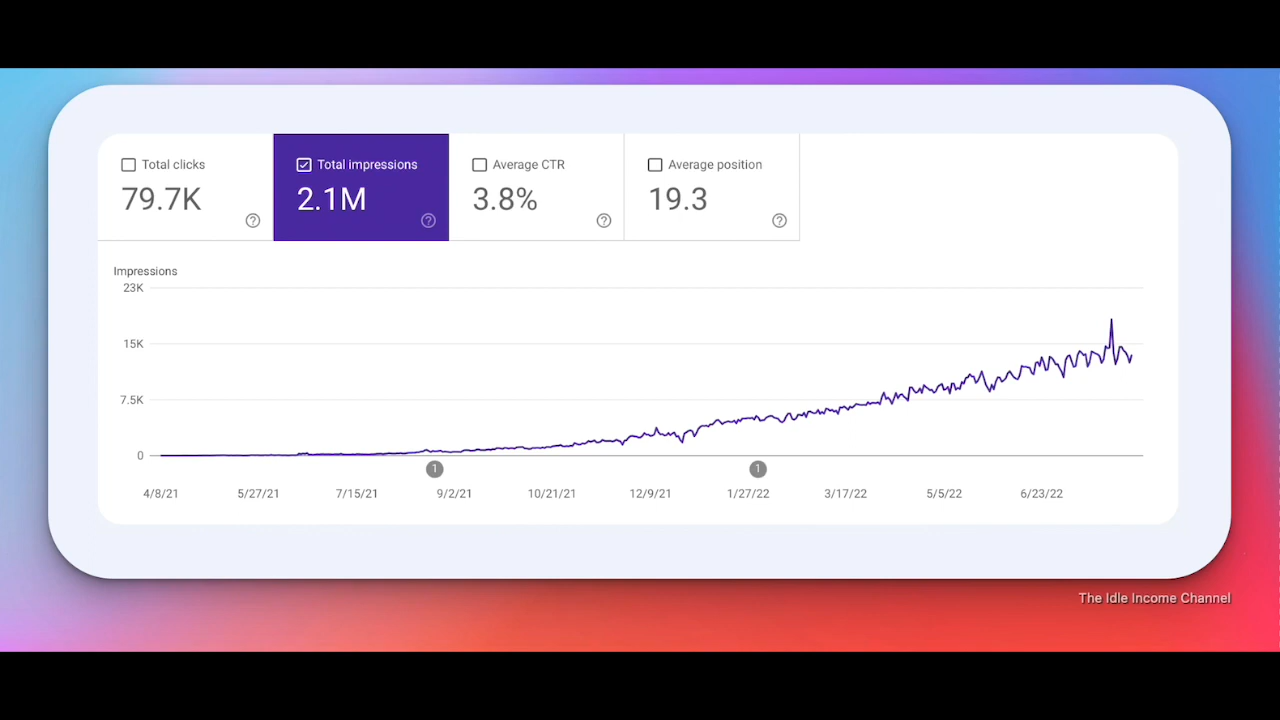 Total clicks
79.7K
Total impressions
2.1M
Average CTR
3.8%
Average position
19.3
Impressions
23K
15K
7.5K
0
1
1
4/8/21 5/27/21 7/15/21 9/2/21 10/21/21 12/9/21 1/27/22 3/17/22 5/5/22 6/23/22
The Idle Income Channel